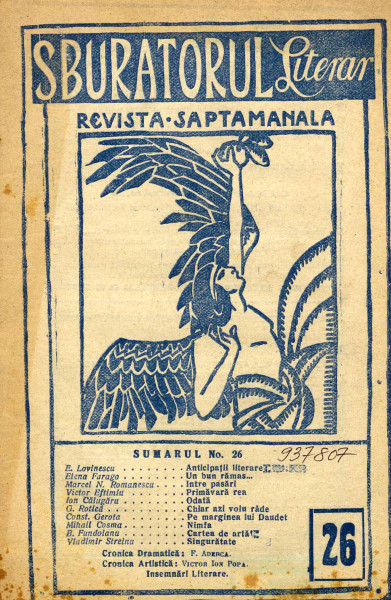 SBURATORUL Literar
REVISTA · SAPTAMANALA
SUMARUL No. 26
937807
E. Lovinescu . . . . . . . . Anticipații literare
Elena Farago . . . . . . . . Un bun rămas...
Marcel N. Romanescu . . . . . Intre pasări
Victor Eftimiu . . . . . . . Primăvară rea
Ion Călugăru . . . . . . . . Odată
G. Rotică . . . . . . . . . Chiar azi voiu râde
Const. Gerota . . . . . . . Pe marginea lui Daudet
Mihail Cosma . . . . . . . . Nimfa
B. Fundoianu . . . . . . . . Cartea de artă
Vladimir Streinu . . . . . . Singurătate
Cronica Dramatică : F. Aderca.
Cronica Artistică : Victor Ion Popa.
Insemnări Literare.
26